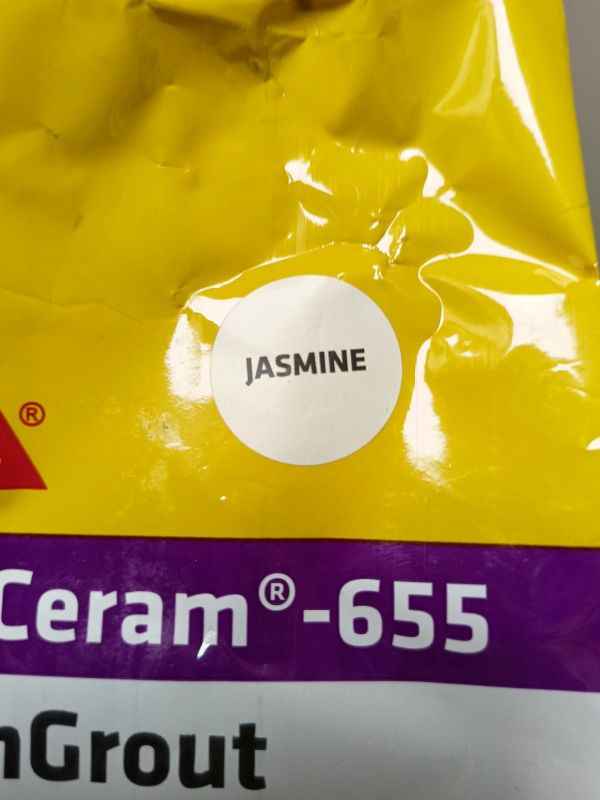 JASMINE
®
Ceram®-655
nGrout